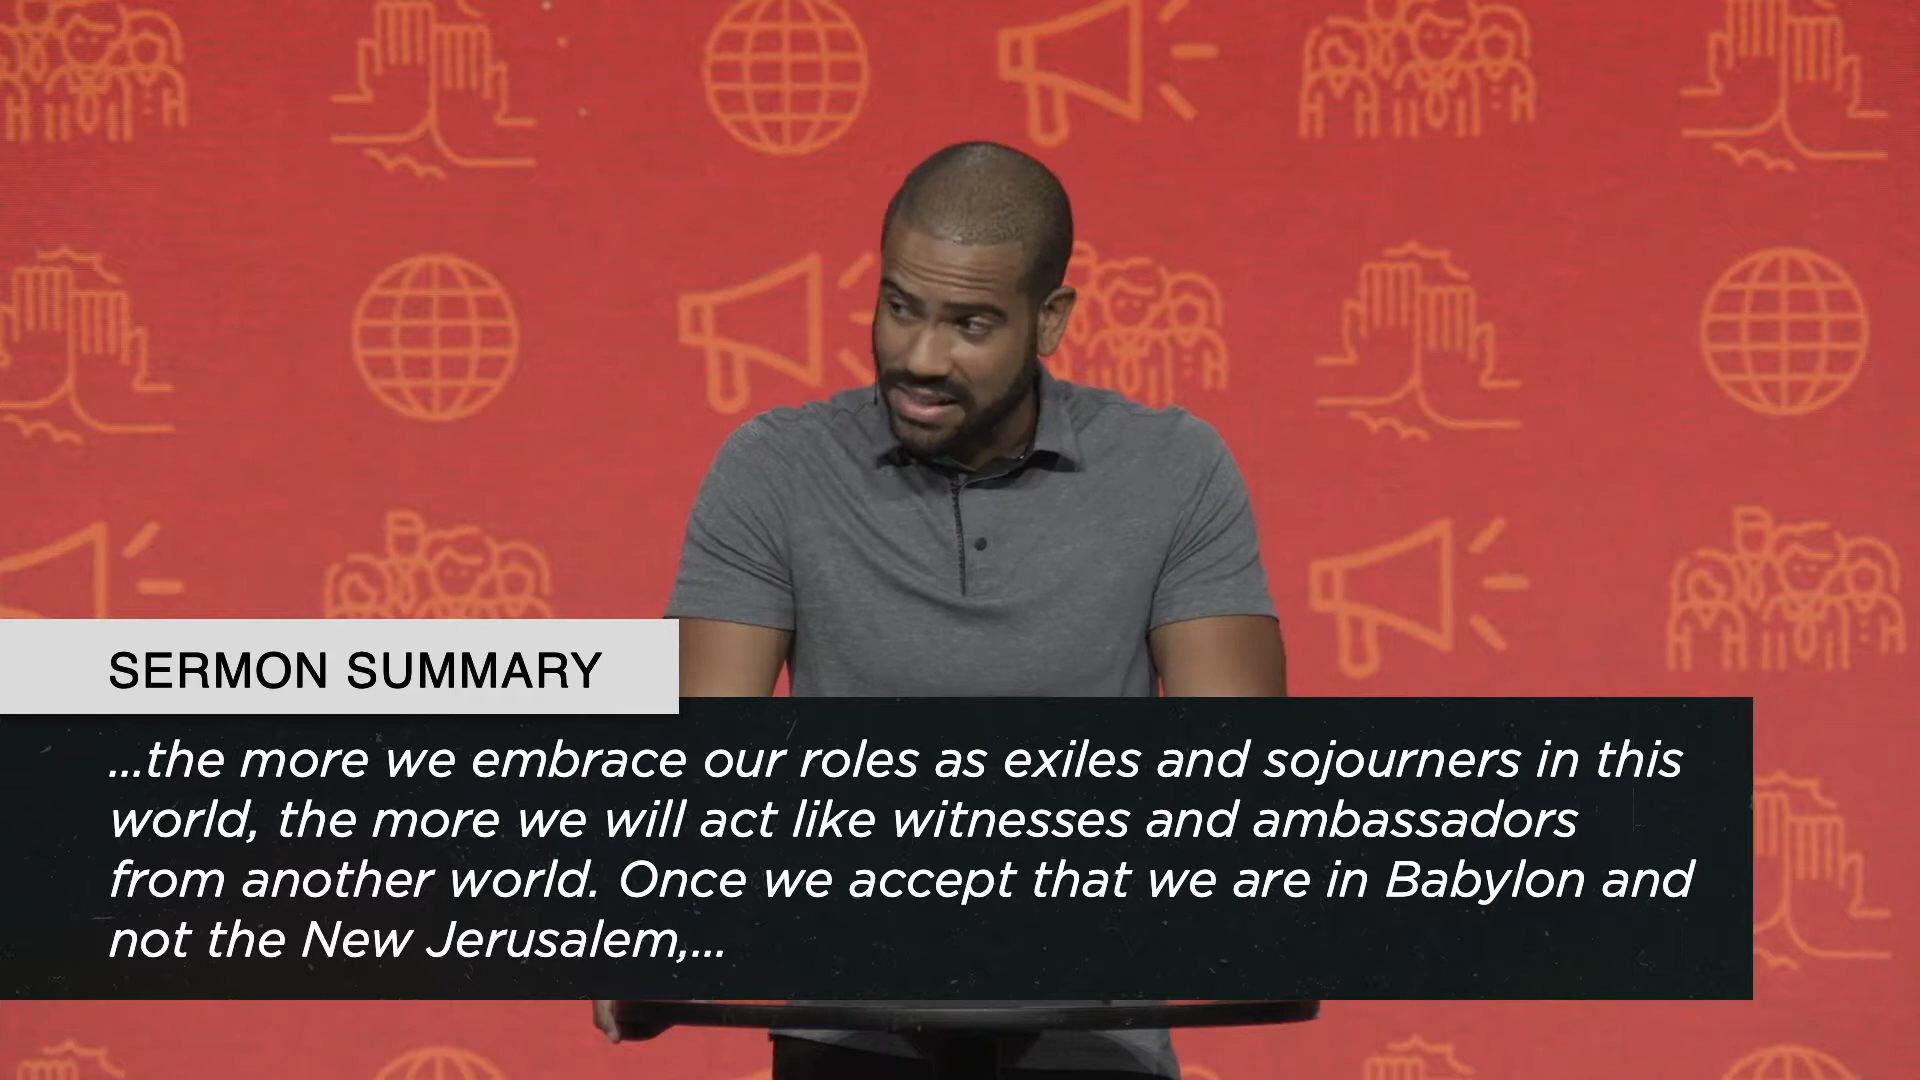 SERMON SUMMARY
...the more we embrace our roles as exiles and sojourners in this
world, the more we will act like witnesses and ambassadors
from another world. Once we accept that we are in Babylon and
not the New Jerusalem,...